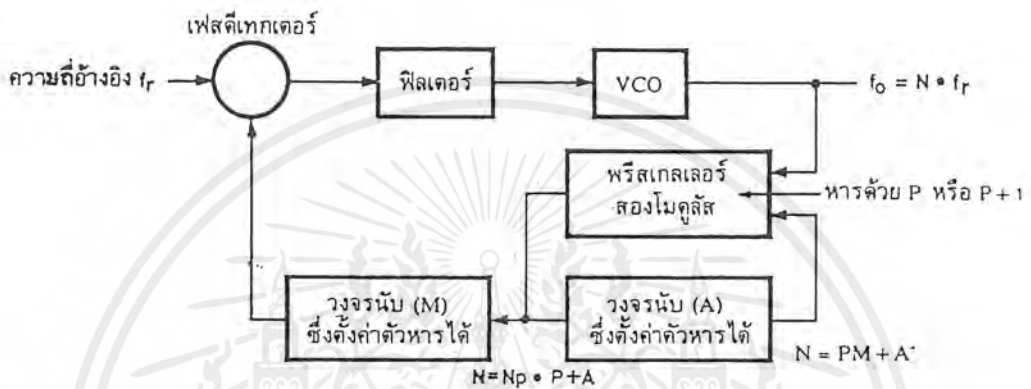 เฟสดีเทกเตอร์
ความถี่อ้างอิง fr
ฟิลเตอร์
VCO
fo = N • fr
พรีสเกลเลอร์
สองโมดูลัส
หารด้วย P หรือ P + 1
วงจรนับ (M)
ซึ่งตั้งค่าตัวหารได้
วงจรนับ (A)
ซึ่งตั้งค่าตัวหารได้
N = PM + A
N = Np • P + A